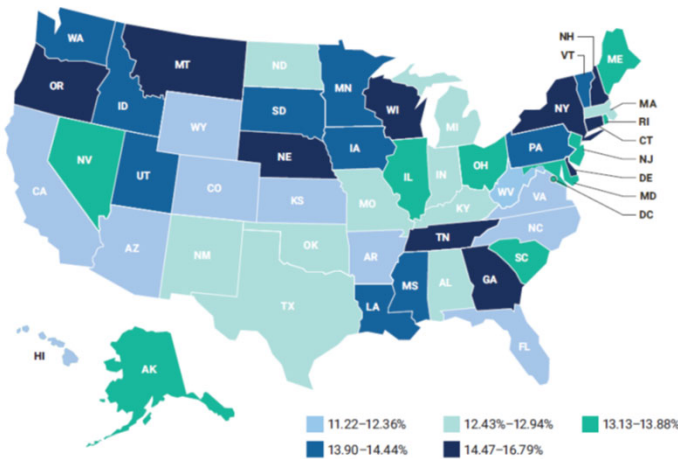 WA
MT
ND
MN
NH
VT
ME
OR
ID
SD
WI
MI
NY
MA
RI
CT
WY
IA
PA
NJ
NV
NE
IL
IN
OH
DE
MD
DC
CA
UT
CO
KS
MO
KY
WV
VA
AZ
NM
OK
AR
TN
NC
SC
TX
LA
MS
AL
GA
FL
HI
AK
11.22–12.36%
12.43%–12.94%
13.13–13.88%
13.90–14.44%
14.47–16.79%